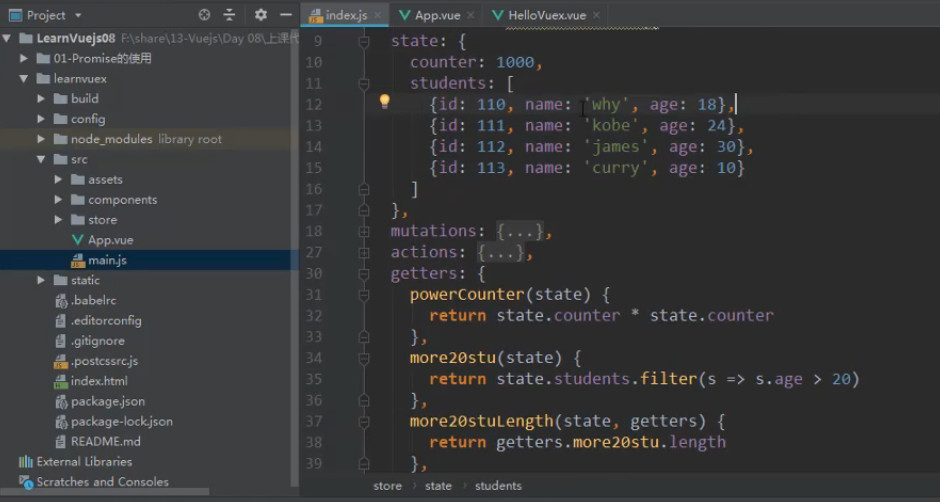 Project
index.js
App.vue
HelloVuex.vue
LearnVuejs08 F:\share\13-Vuejs\Day 08\上课代
01-Promise的使用
learnvuex
build
config
node_modules library root
src
assets
components
store
App.vue
main.js
static
.babelrc
.editorconfig
.gitignore
.postcssrc.js
index.html
package.json
package-lock.json
README.md
External Libraries
Scratches and Consoles
9 state: {
10 counter: 1000,
11 students: [
12 {id: 110, name: 'why', age: 18},
13 {id: 111, name: 'kobe', age: 24},
14 {id: 112, name: 'james', age: 30},
15 {id: 113, name: 'curry', age: 10}
16 ]
17 },
18 mutations: {...},
27 actions: {...},
30 getters: {
31 powerCounter(state) {
32 return state.counter * state.counter
33 },
34 more20stu(state) {
35 return state.students.filter(s => s.age > 20)
36 },
37 more20stuLength(state, getters) {
38 return getters.more20stu.length
39 },
store › state › students